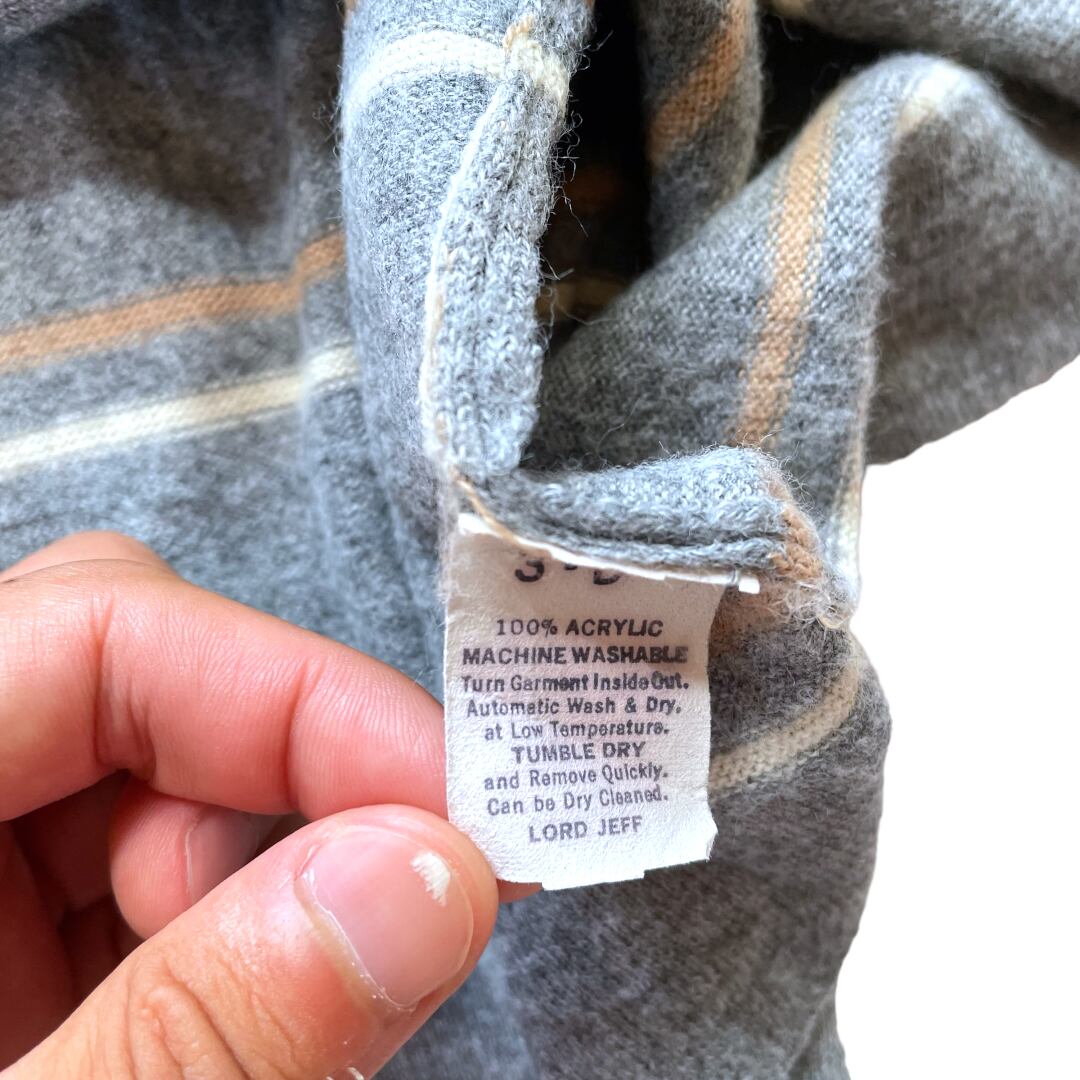 100% ACRYLIC
MACHINE WASHABLE
Turn Garment Inside Out.
Automatic Wash & Dry.
at Low Temperature.
TUMBLE DRY
and Remove Quickly.
Can be Dry Cleaned.
LORD JEFF